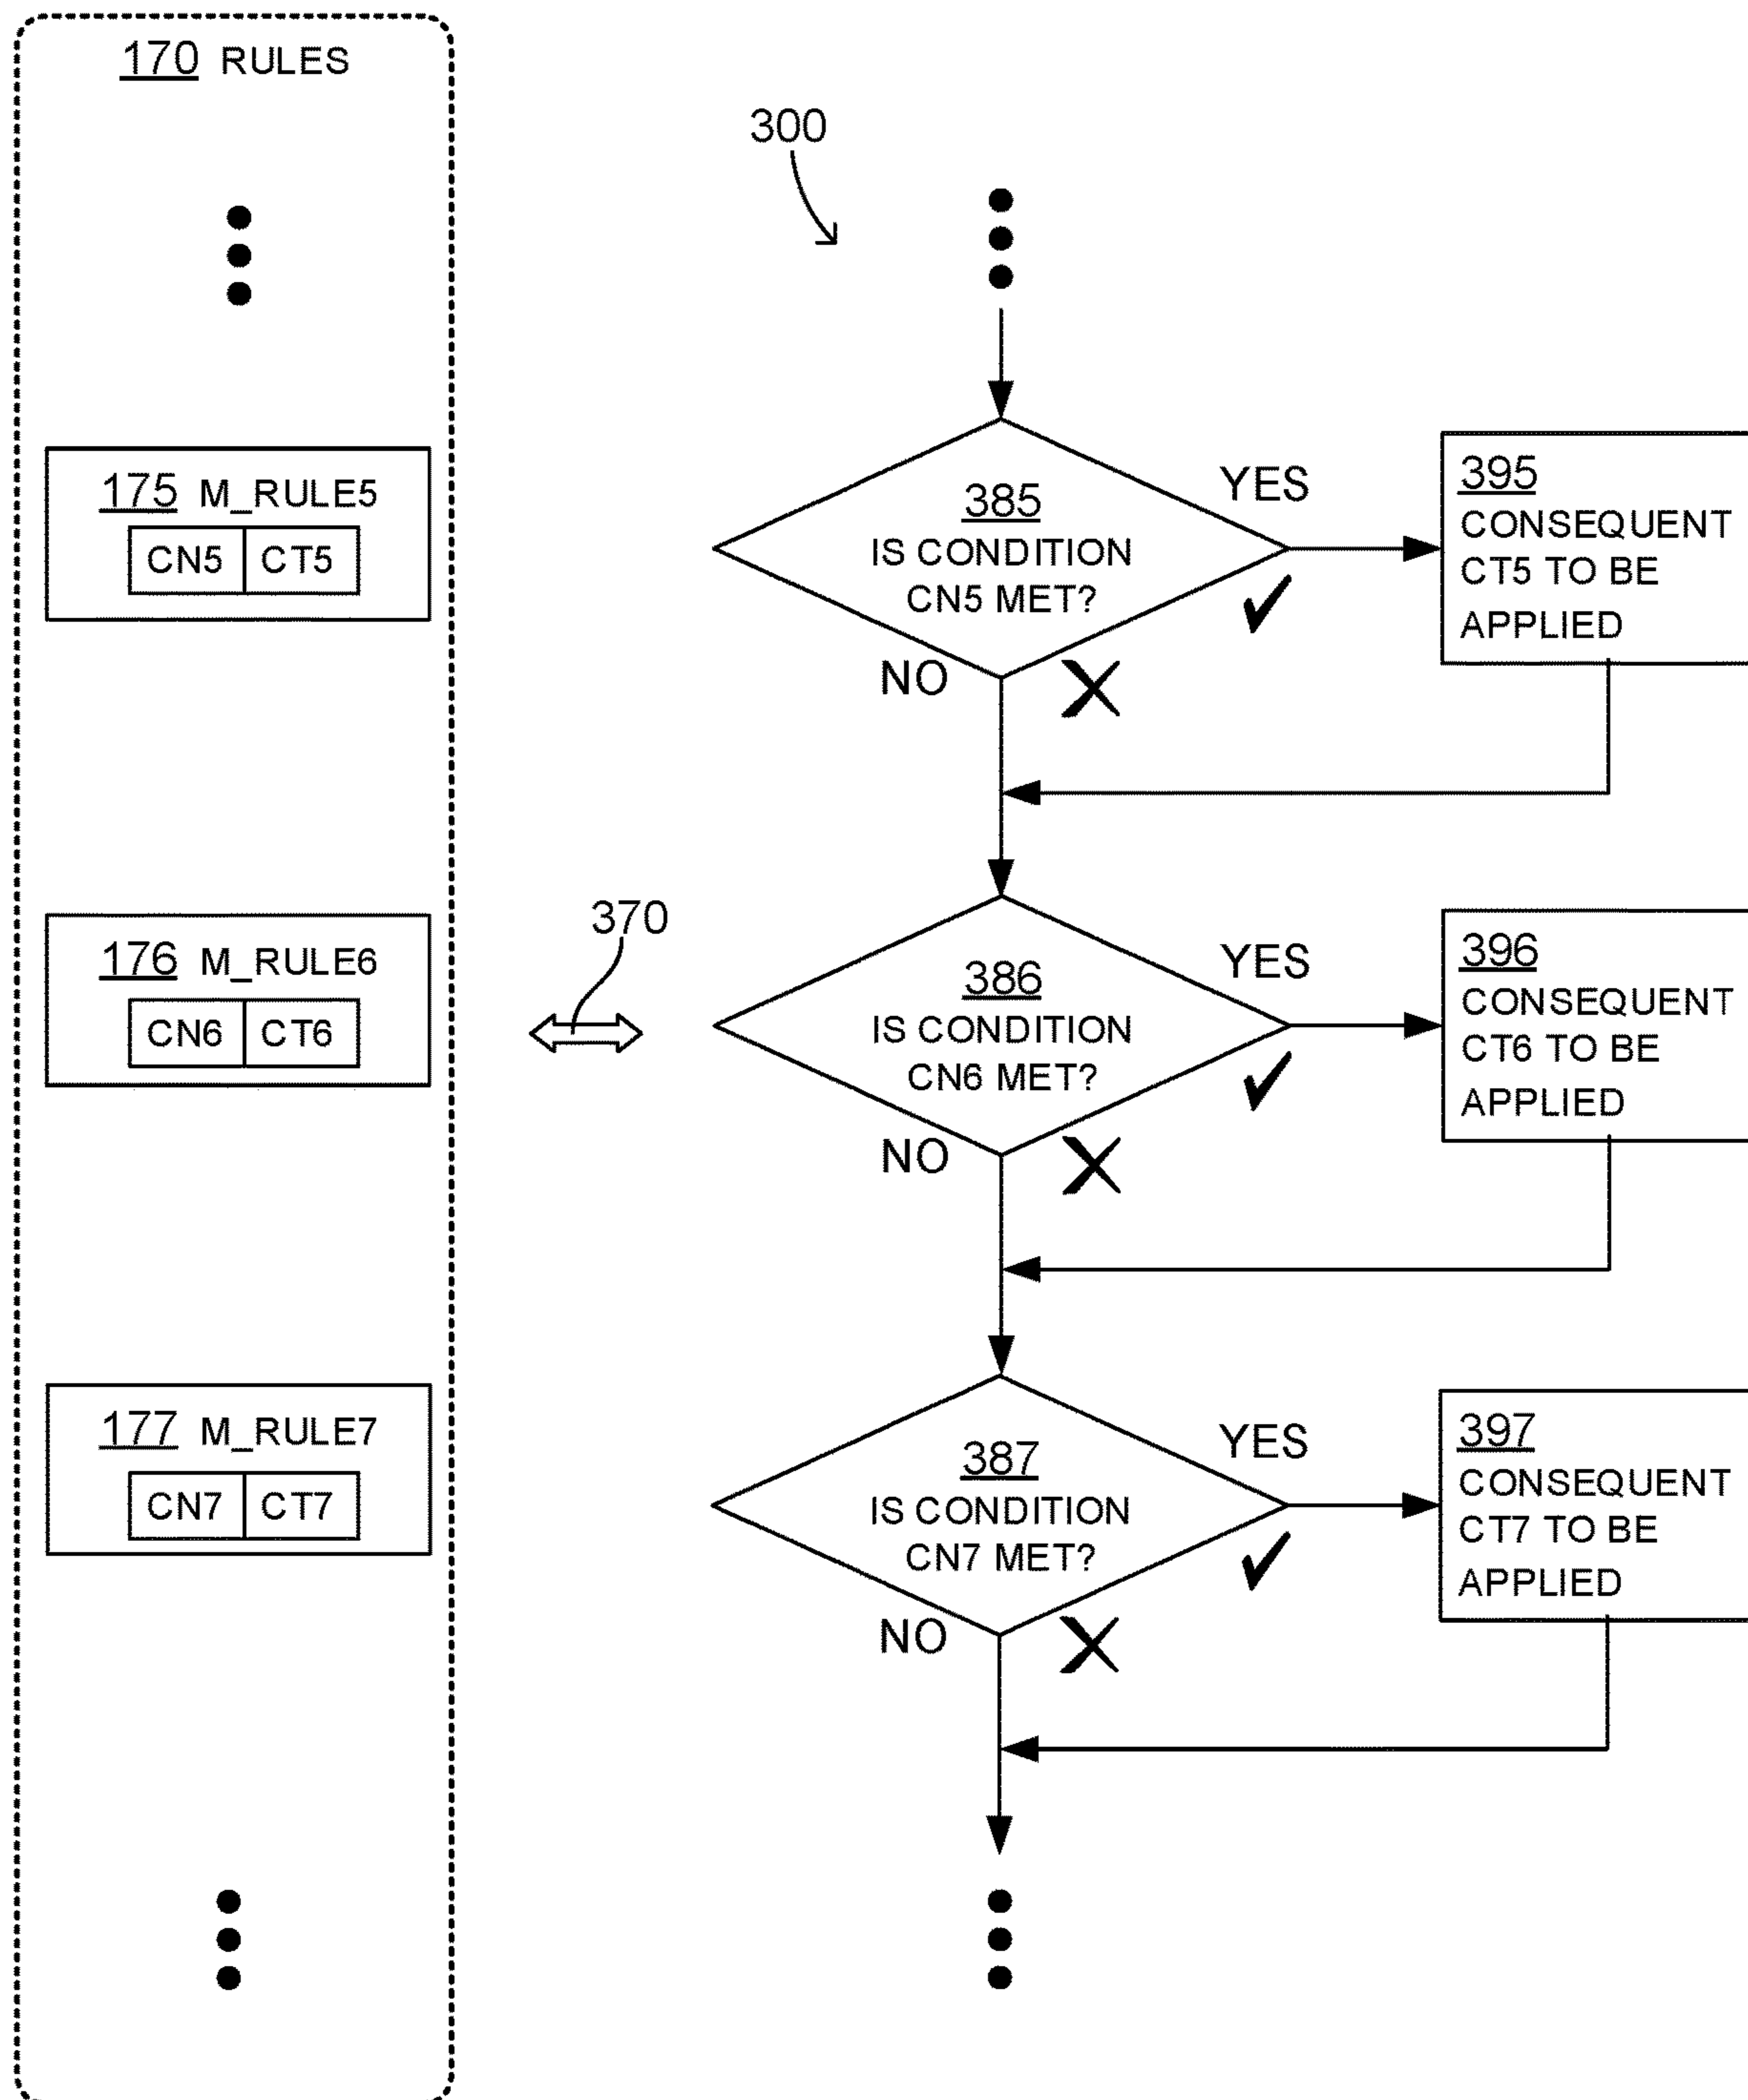 170 RULES
300
175 M_RULE5
CN5 CT5
385
IS CONDITION
CN5 MET?
YES
NO
395
CONSEQUENT
CT5 TO BE
APPLIED
370
176 M_RULE6
CN6 CT6
386
IS CONDITION
CN6 MET?
YES
NO
396
CONSEQUENT
CT6 TO BE
APPLIED
177 M_RULE7
CN7 CT7
387
IS CONDITION
CN7 MET?
YES
NO
397
CONSEQUENT
CT7 TO BE
APPLIED